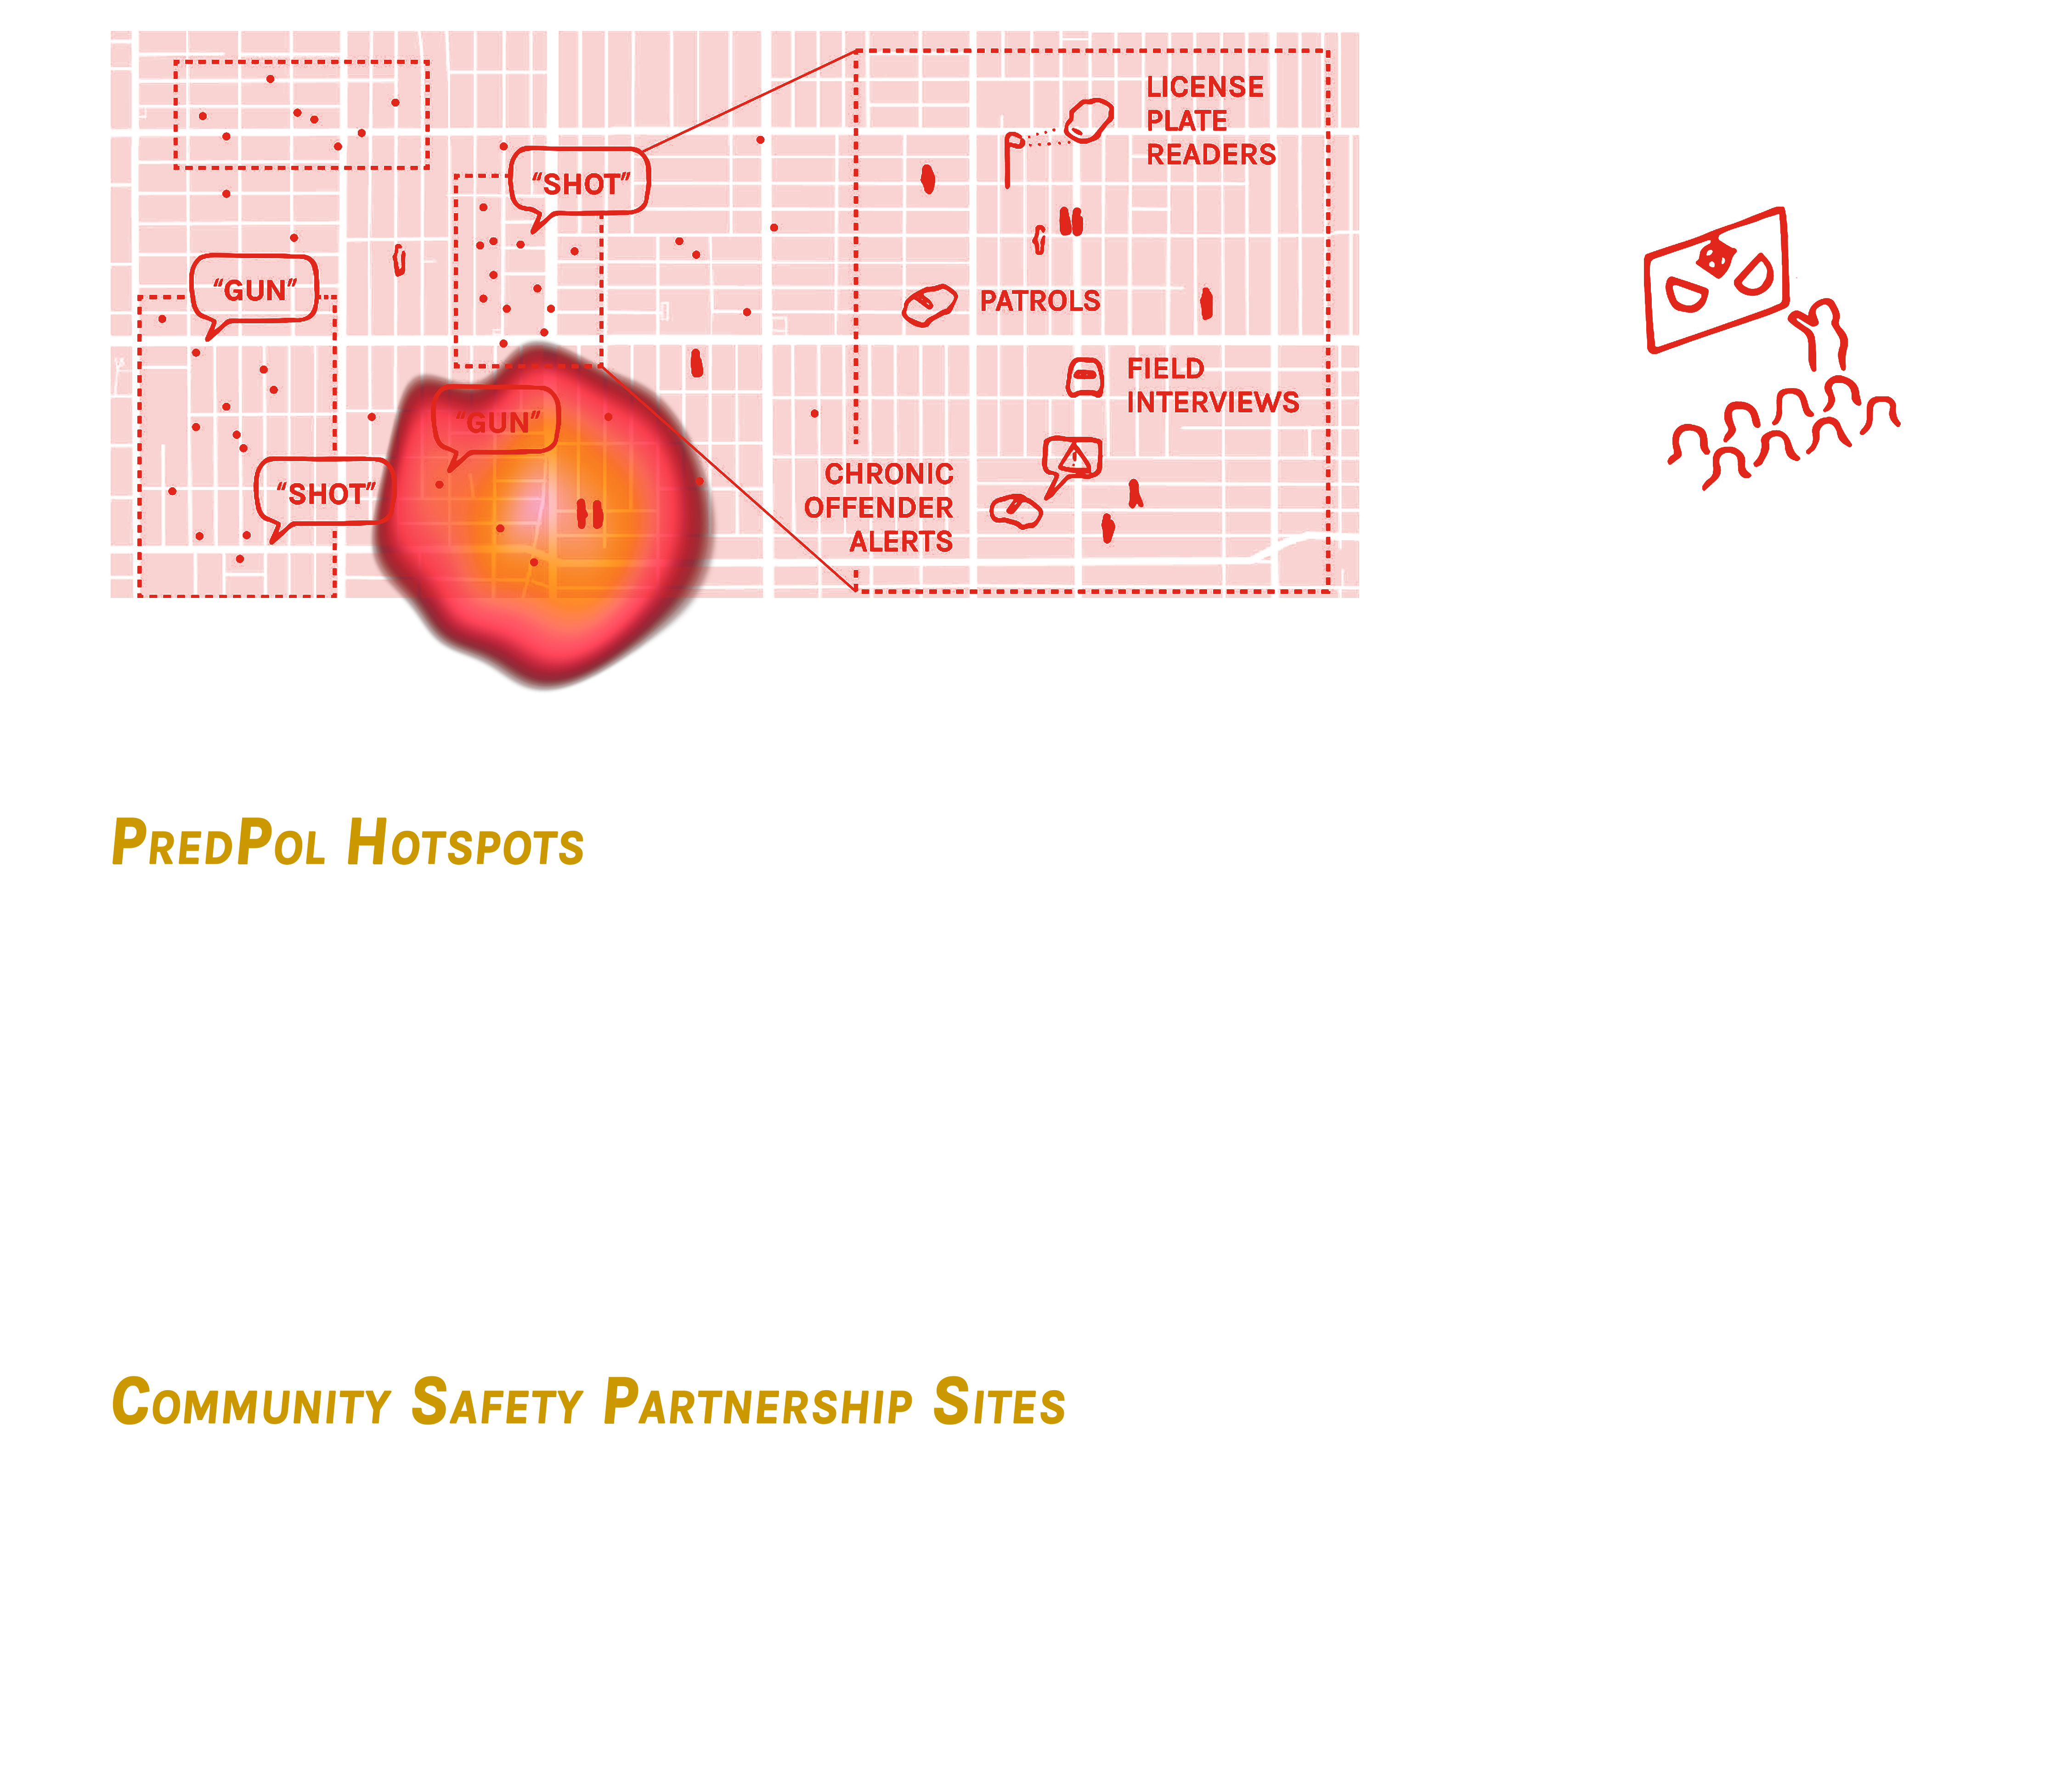 LICENSE
PLATE
READERS
“SHOT”
“GUN”
PATROLS
FIELD
INTERVIEWS
“GUN”
“SHOT”
CHRONIC
OFFENDER
ALERTS
PredPol Hotspots
Community Safety Partnership Sites